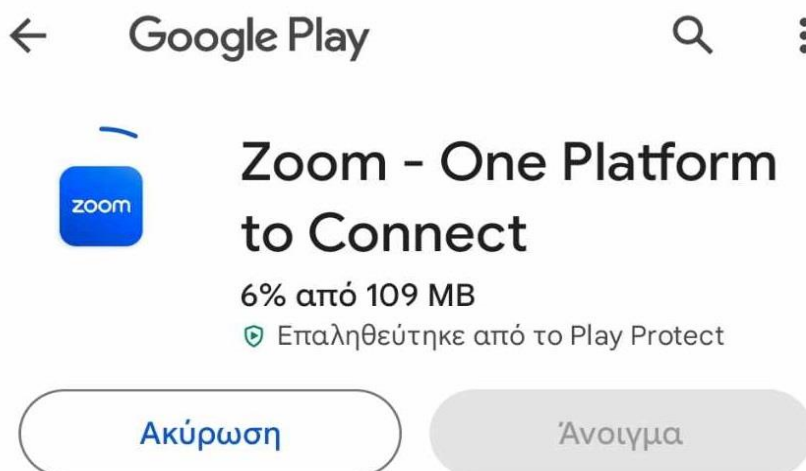 Google Play
zoom
Zoom - One Platform
to Connect
6% από 109 MB
Επαληθεύτηκε από το Play Protect
Ακύρωση
Άνοιγμα